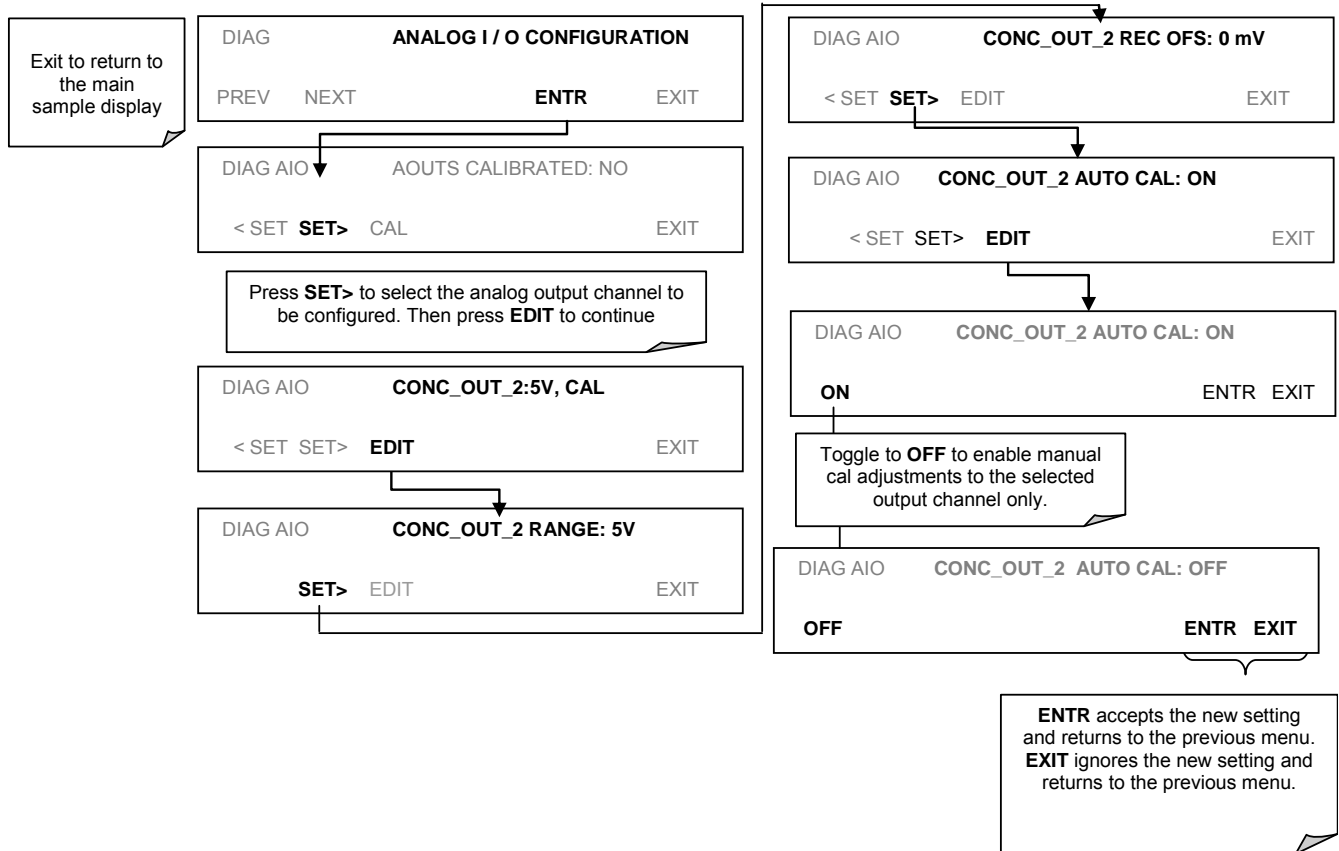 Exit to return to
the main
sample display
DIAG ANALOG I / O CONFIGURATION
PREV NEXT ENTR EXIT
DIAG AIO AOUTS CALIBRATED: NO
< SET SET> CAL EXIT
Press SET> to select the analog output channel to
be configured. Then press EDIT to continue
DIAG AIO CONC_OUT_2:5V, CAL
< SET SET> EDIT EXIT
DIAG AIO CONC_OUT_2 RANGE: 5V
SET> EDIT EXIT
DIAG AIO CONC_OUT_2 REC OFS: 0 mV
< SET SET> EDIT EXIT
DIAG AIO CONC_OUT_2 AUTO CAL: ON
< SET SET> EDIT EXIT
DIAG AIO CONC_OUT_2 AUTO CAL: ON
ON ENTR EXIT
Toggle to OFF to enable manual
cal adjustments to the selected
output channel only.
DIAG AIO CONC_OUT_2 AUTO CAL: OFF
OFF ENTR EXIT
ENTR accepts the new setting
and returns to the previous menu.
EXIT ignores the new setting and
returns to the previous menu.